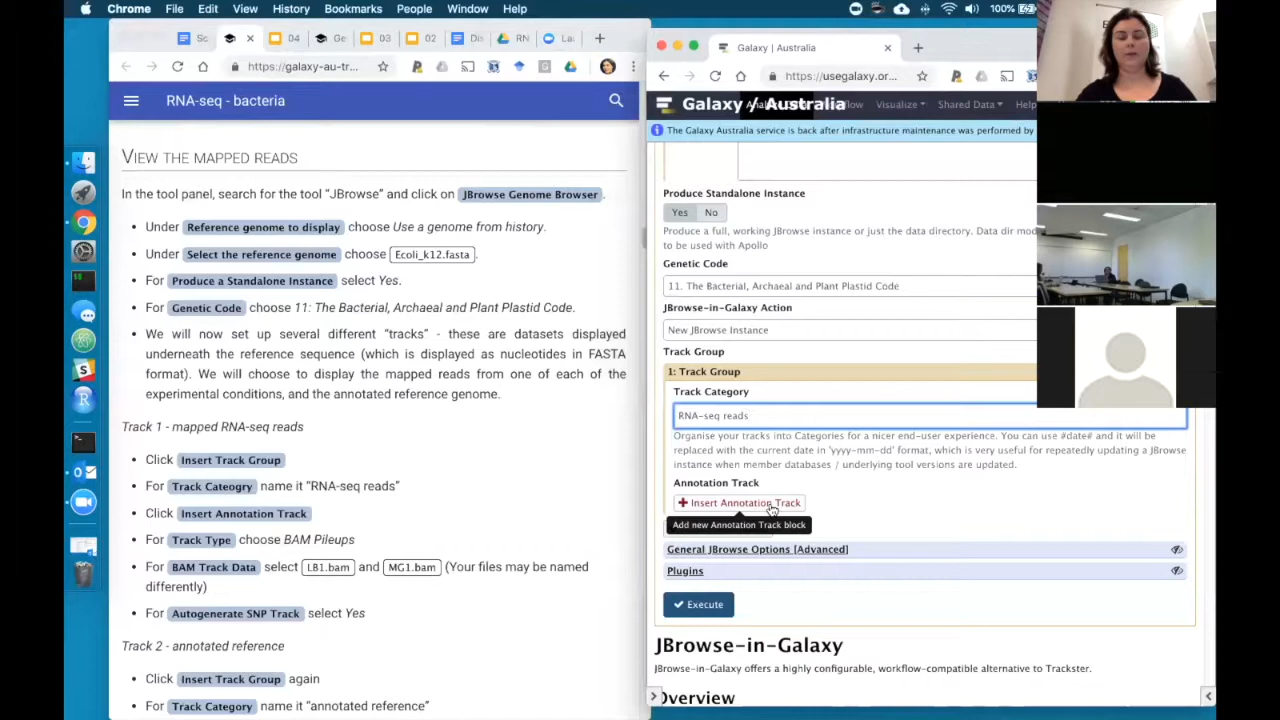 Chrome File Edit View History Bookmarks People Window Help 100%
Sc 04 Ge 03 02 Dis RN Lau
https://galaxy-au-tr...
RNA-seq - bacteria
VIEW THE MAPPED READS
In the tool panel, search for the tool “JBrowse” and click on JBrowse Genome Browser.
• Under Reference genome to display choose Use a genome from history.
• Under Select the reference genome choose Ecoli_k12.fasta.
• For Produce a Standalone Instance select Yes.
• For Genetic Code choose 11: The Bacterial, Archaeal and Plant Plastid Code.
• We will now set up several different “tracks” - these are datasets displayed
underneath the reference sequence (which is displayed as nucleotides in FASTA
format). We will choose to display the mapped reads from one of each of the
experimental conditions, and the annotated reference genome.
Track 1 - mapped RNA-seq reads
• Click Insert Track Group
• For Track Cateogry name it “RNA-seq reads”
• Click Insert Annotation Track
• For Track Type choose BAM Pileups
• For BAM Track Data select LB1.bam and MG1.bam (Your files may be named
differently)
• For Autogenerate SNP Track select Yes
Track 2 - annotated reference
• Click Insert Track Group again
• For Track Category name it “annotated reference”
Galaxy | Australia
https://usegalaxy.or...
Galaxy / Australia Visualize Shared Data Help
The Galaxy Australia service is back after infrastructure maintenance was performed by
Produce Standalone Instance
Yes No
Produce a full, working JBrowse instance or just the data directory. Data dir mod
to be used with Apollo
Genetic Code
11. The Bacterial, Archaeal and Plant Plastid Code
JBrowse-in-Galaxy Action
New JBrowse Instance
Track Group
1: Track Group
Track Category
RNA-seq reads
Organise your tracks into Categories for a nicer end-user experience. You can use #date# and it will be
replaced with the current date in 'yyyy-mm-dd' format, which is very useful for repeatedly updating a JBrowse
instance when member databases / underlying tool versions are updated.
Annotation Track
Insert Annotation Track
Add new Annotation Track block
General JBrowse Options [Advanced]
Plugins
Execute
JBrowse-in-Galaxy
JBrowse-in-Galaxy offers a highly configurable, workflow-compatible alternative to Trackster.
Overview